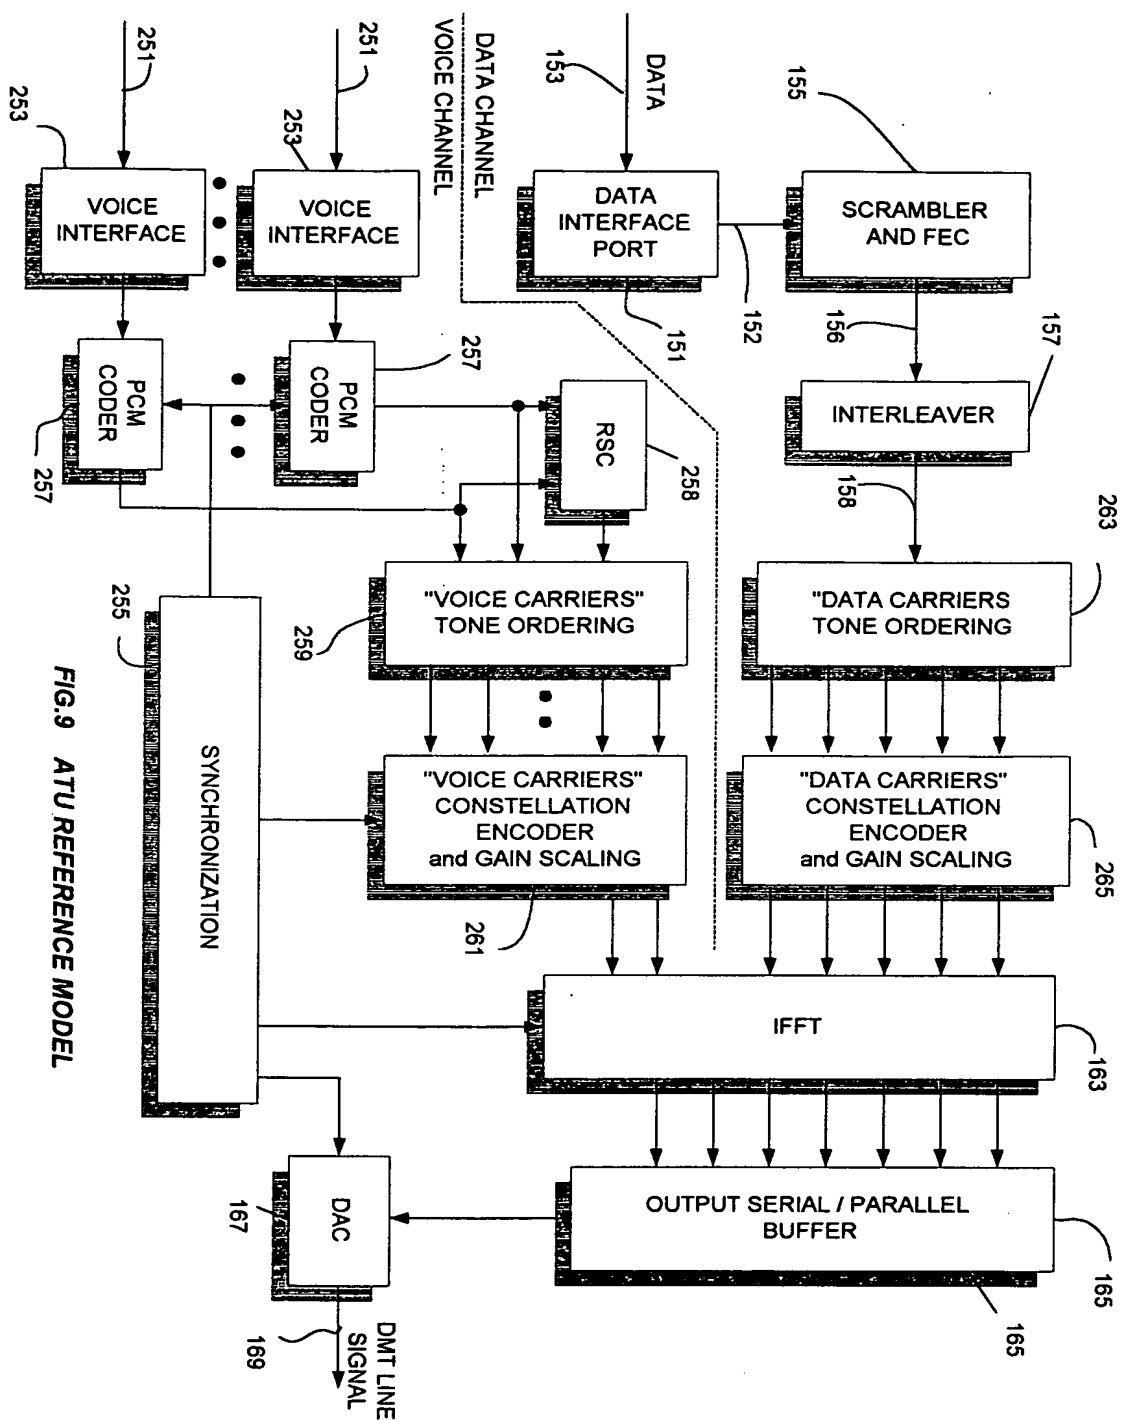 155
SCRAMBLER
AND FEC
156
157
INTERLEAVER
158
263
"DATA CARRIERS
TONE ORDERING
"DATA CARRIERS"
CONSTELLATION
ENCODER
and GAIN SCALING
265
IFFT
163
OUTPUT SERIAL / PARALLEL
BUFFER
165
165
DATA
153
DATA
INTERFACE
PORT
152
151
DATA CHANNEL
VOICE CHANNEL
251
253
VOICE
INTERFACE
257
PCM
CODER
RSC
258
"VOICE CARRIERS"
TONE ORDERING
259
"VOICE CARRIERS"
CONSTELLATION
ENCODER
and GAIN SCALING
261
251
253
VOICE
INTERFACE
PCM
CODER
257
255
SYNCHRONIZATION
DAC
167
DMT LINE
SIGNAL
169
FIG.9 ATU REFERENCE MODEL